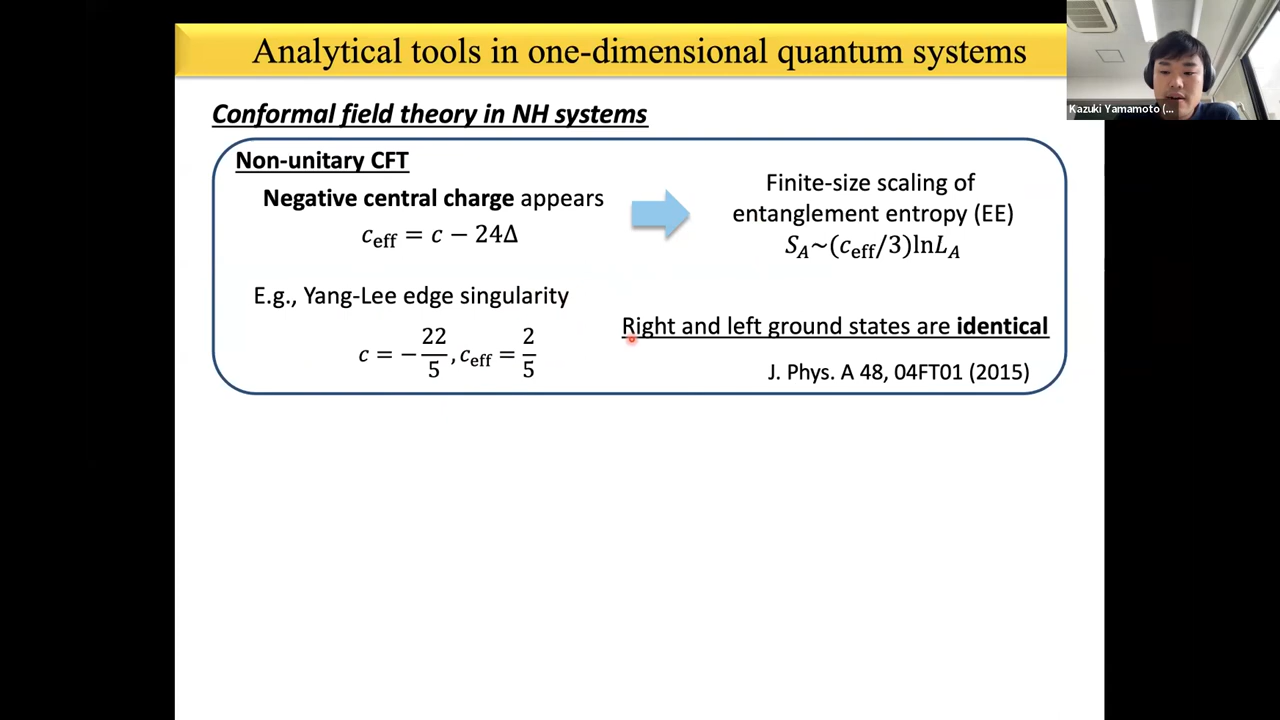 Analytical tools in one-dimensional quantum systems
Kazuki Yamamoto (...
Conformal field theory in NH systems
Non-unitary CFT
Negative central charge appears
c_eff = c − 24Δ
E.g., Yang-Lee edge singularity
c = −22/5, c_eff = 2/5
Finite-size scaling of
entanglement entropy (EE)
S_A~(c_eff/3)lnL_A
Right and left ground states are identical
J. Phys. A 48, 04FT01 (2015)